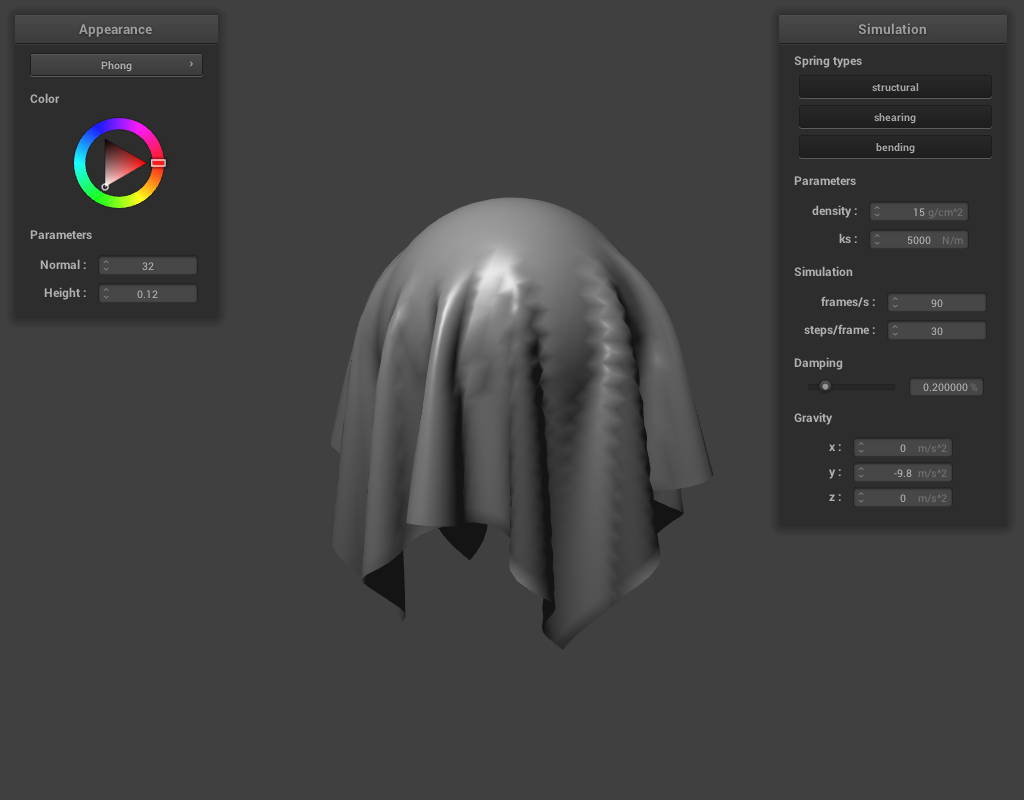 Appearance
Phong
Color
Parameters
Normal : 32
Height : 0.12
Simulation
Spring types
structural
shearing
bending
Parameters
density : 15 g/cm^2
ks : 5000 N/m
Simulation
frames/s : 90
steps/frame : 30
Damping
0.200000 %
Gravity
x : 0 m/s^2
y : -9.8 m/s^2
z : 0 m/s^2